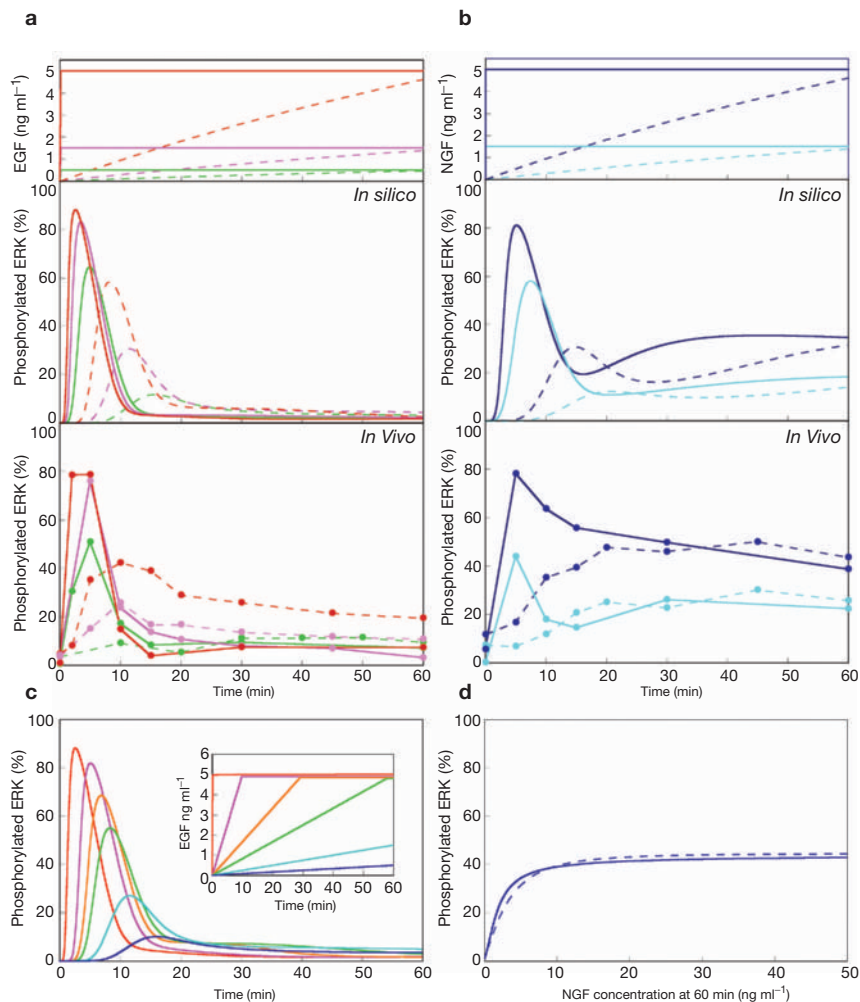 a
EGF (ng ml⁻¹)
5
4
3
2
1
0
In silico
Phosphorylated ERK (%)
100
80
60
40
20
0
In Vivo
Phosphorylated ERK (%)
100
80
60
40
20
0
0 10 20 30 40 50 60
Time (min)
b
NGF (ng ml⁻¹)
5
4
3
2
1
0
In silico
Phosphorylated ERK (%)
100
80
60
40
20
0
In Vivo
Phosphorylated ERK (%)
100
80
60
40
20
0
0 10 20 30 40 50 60
Time (min)
c
Phosphorylated ERK (%)
100
80
60
40
20
0
0 10 20 30 40 50 60
Time (min)
EGF ng ml⁻¹
6
5
4
3
2
1
0
0 10 20 30 40 50 60
Time (min)
d
Phosphorylated ERK (%)
100
80
60
40
20
0
0 10 20 30 40 50
NGF concentration at 60 min (ng ml⁻¹)